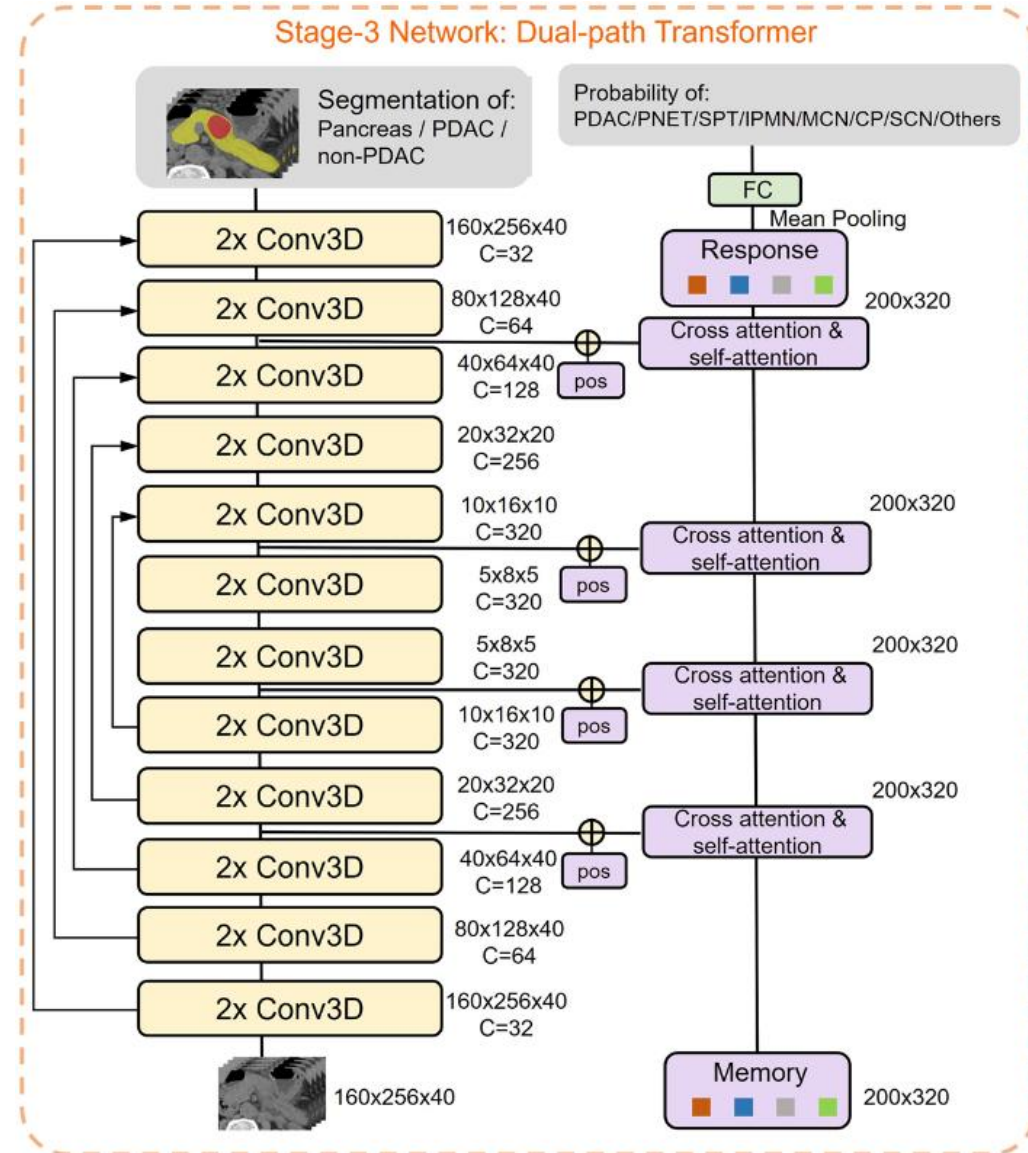 Stage-3 Network: Dual-path Transformer
Segmentation of:
Pancreas / PDAC /
non-PDAC
Probability of:
PDAC/PNET/SPT/IPMN/MCN/CP/SCN/Others
FC
Mean Pooling
Response
200x320
2x Conv3D
160x256x40
C=32
2x Conv3D
80x128x40
C=64
Cross attention &
self-attention
pos
2x Conv3D
40x64x40
C=128
2x Conv3D
20x32x20
C=256
2x Conv3D
10x16x10
C=320
200x320
Cross attention &
self-attention
pos
2x Conv3D
5x8x5
C=320
2x Conv3D
5x8x5
C=320
200x320
Cross attention &
self-attention
pos
2x Conv3D
10x16x10
C=320
2x Conv3D
20x32x20
C=256
200x320
Cross attention &
self-attention
pos
2x Conv3D
40x64x40
C=128
2x Conv3D
80x128x40
C=64
2x Conv3D
160x256x40
C=32
160x256x40
Memory
200x320